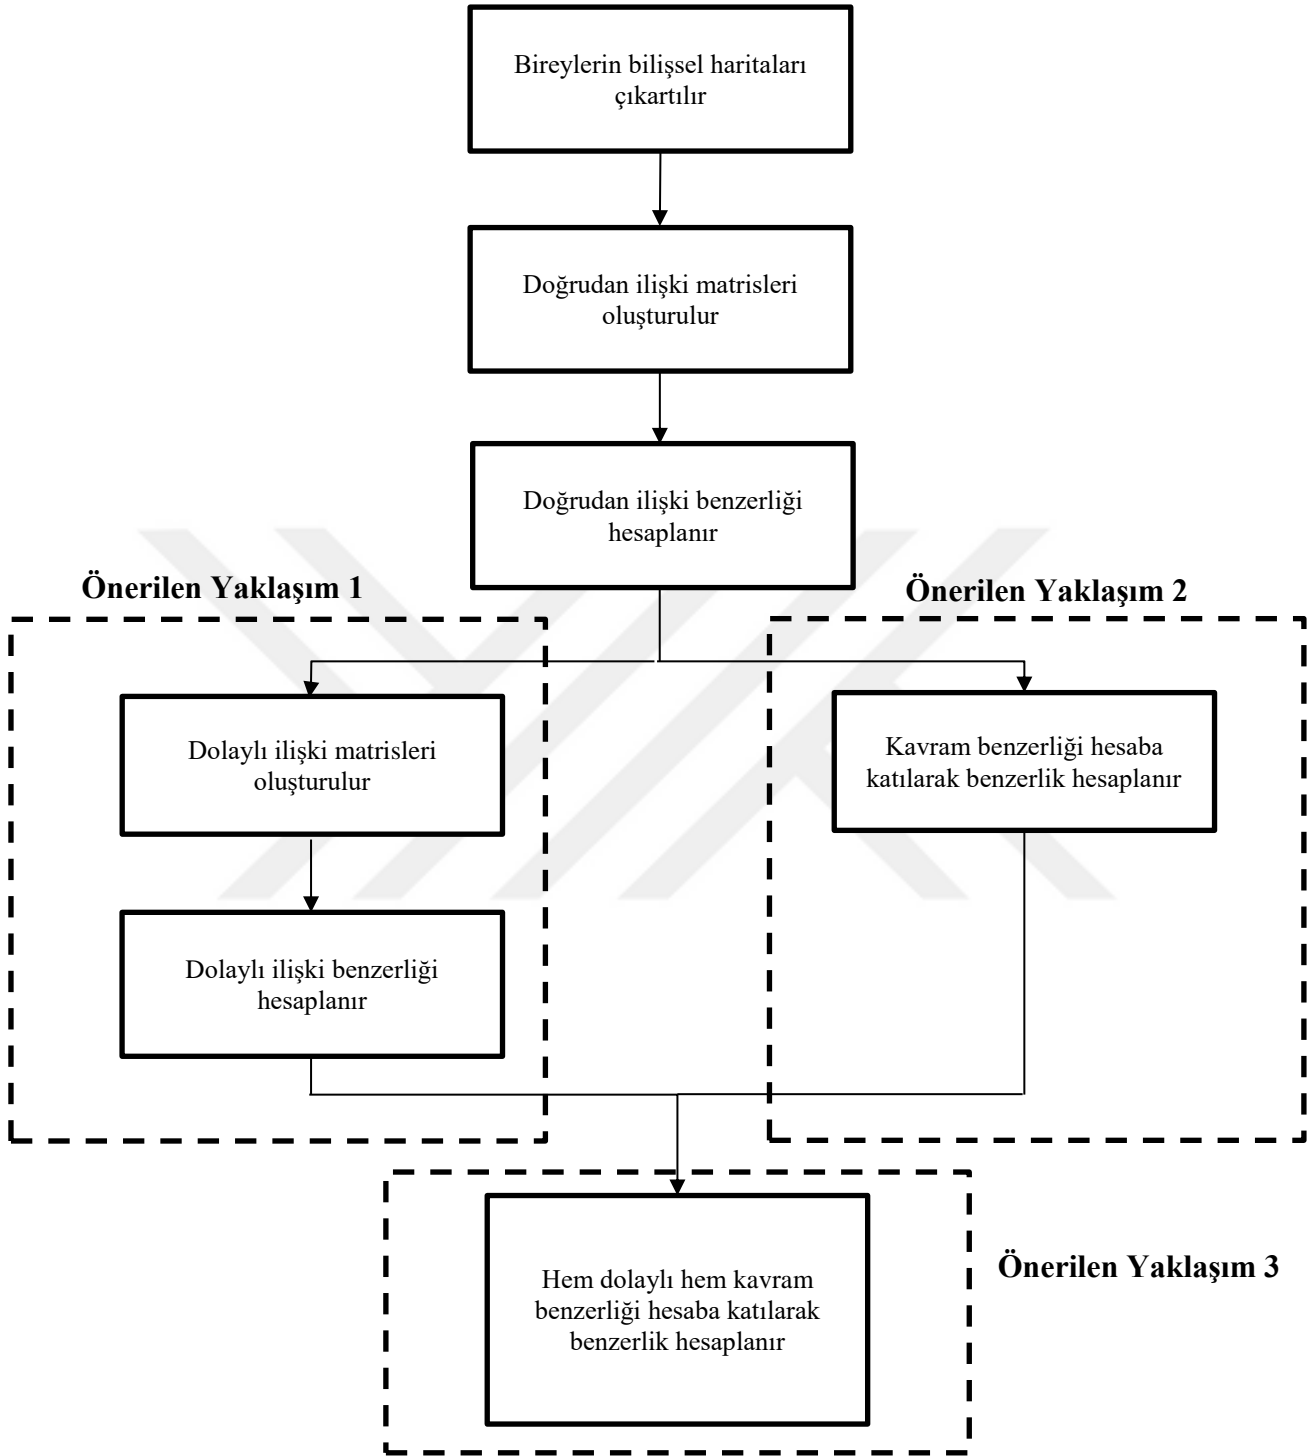 Bireylerin bilişsel haritaları
çıkartılır
Doğrudan ilişki matrisleri
oluşturulur
Doğrudan ilişki benzerliği
hesaplanır
Önerilen Yaklaşım 1
Önerilen Yaklaşım 2
Dolaylı ilişki matrisleri
oluşturulur
Kavram benzerliği hesaba
katılarak benzerlik hesaplanır
Dolaylı ilişki benzerliği
hesaplanır
Hem dolaylı hem kavram
benzerliği hesaba katılarak
benzerlik hesaplanır
Önerilen Yaklaşım 3